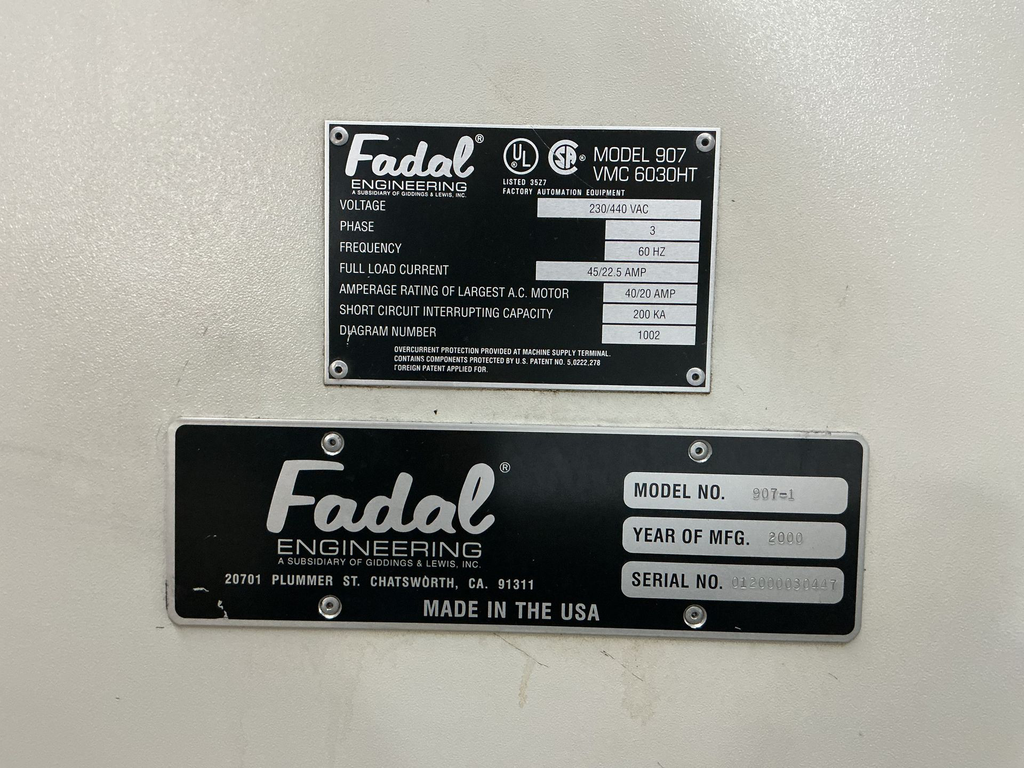 Fadal®
ENGINEERING
A SUBSIDIARY OF GIDDINGS & LEWIS, INC.
UL
LISTED 35Z7
FACTORY AUTOMATION EQUIPMENT
SA®
MODEL 907
VMC 6030HT
VOLTAGE 230/440 VAC
PHASE 3
FREQUENCY 60 HZ
FULL LOAD CURRENT 45/22.5 AMP
AMPERAGE RATING OF LARGEST A.C. MOTOR 40/20 AMP
SHORT CIRCUIT INTERRUPTING CAPACITY 200 KA
DIAGRAM NUMBER 1002
OVERCURRENT PROTECTION PROVIDED AT MACHINE SUPPLY TERMINAL.
CONTAINS COMPONENTS PROTECTED BY U.S. PATENT NO. 5,0222,278
FOREIGN PATENT APPLIED FOR.
Fadal®
ENGINEERING
A SUBSIDIARY OF GIDDINGS & LEWIS, INC.
20701 PLUMMER ST. CHATSWORTH, CA. 91311
MADE IN THE USA
MODEL NO. 907-1
YEAR OF MFG. 2000
SERIAL NO. 012000030447